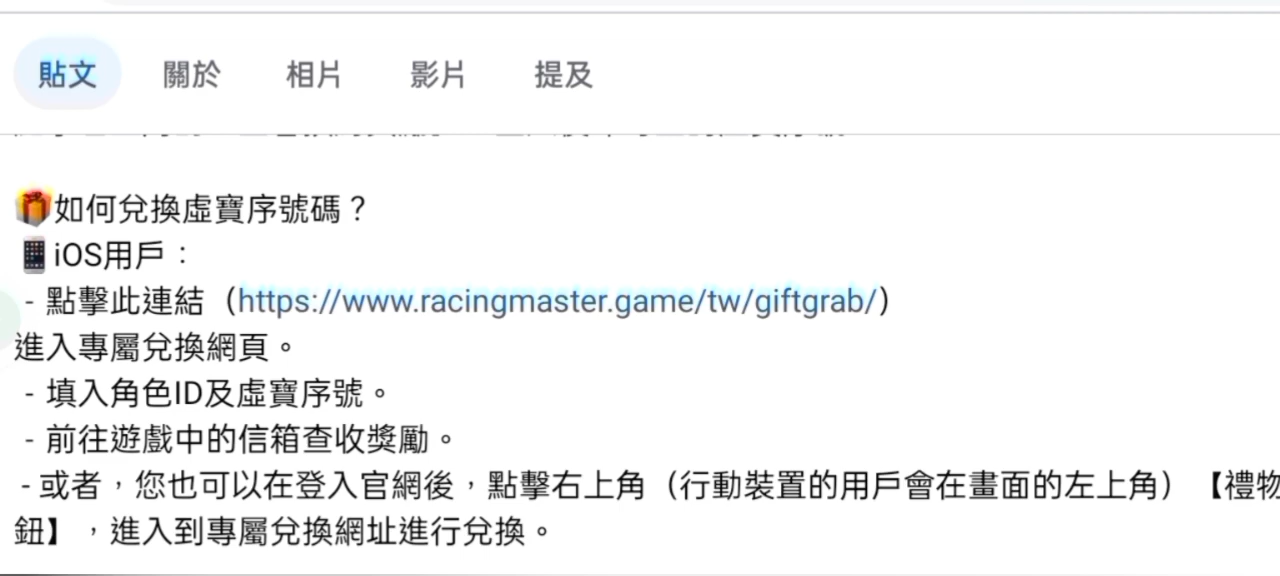 貼文 關於 相片 影片 提及
🎁如何兌換虛寶序號碼？
📱iOS用戶：
- 點擊此連結（https://www.racingmaster.game/tw/giftgrab/）
進入專屬兌換網頁。
- 填入角色ID及虛寶序號。
- 前往遊戲中的信箱查收獎勵。
- 或者，您也可以在登入官網後，點擊右上角（行動裝置的用戶會在畫面的左上角）【禮物
鈕】，進入到專屬兌換網址進行兌換。